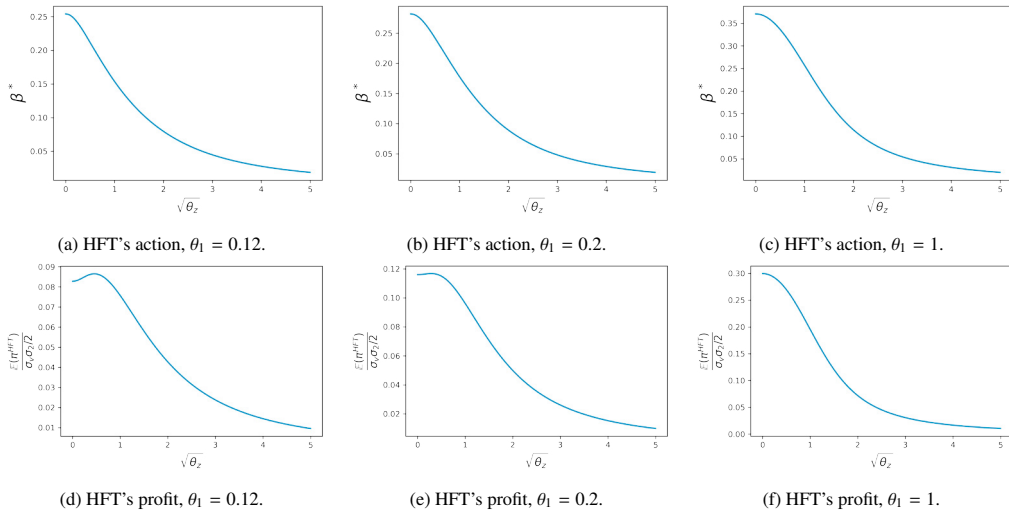 0.25
0.20
0.15
0.10
0.05
β*
0 1 2 3 4 5
√θz
(a) HFT's action, θ1 = 0.12.
0.25
0.20
0.15
0.10
0.05
β*
0 1 2 3 4 5
√θz
(b) HFT's action, θ1 = 0.2.
0.35
0.30
0.25
0.20
0.15
0.10
0.05
β*
0 1 2 3 4 5
√θz
(c) HFT's action, θ1 = 1.
0.09
0.08
0.07
0.06
0.05
0.04
0.03
0.02
0.01
𝔼(π^HFT)
σvσ2/2
0 1 2 3 4 5
√θz
(d) HFT's profit, θ1 = 0.12.
0.12
0.10
0.08
0.06
0.04
0.02
𝔼(π^HFT)
σvσ2/2
0 1 2 3 4 5
√θz
(e) HFT's profit, θ1 = 0.2.
0.30
0.25
0.20
0.15
0.10
0.05
0.00
𝔼(π^HFT)
σvσ2/2
0 1 2 3 4 5
√θz
(f) HFT's profit, θ1 = 1.